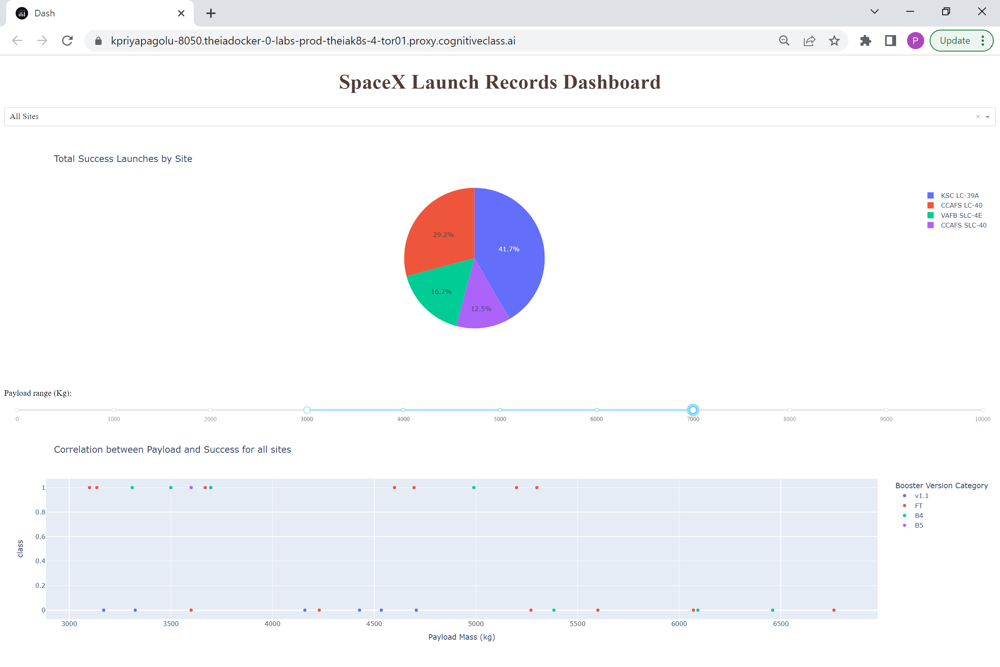 Dash
kpriyapagolu-8050.theiadocker-0-labs-prod-theiak8s-4-tor01.proxy.cognitiveclass.ai
P
Update
SpaceX Launch Records Dashboard
All Sites
Total Success Launches by Site
KSC LC-39A
CCAFS LC-40
VAFB SLC-4E
CCAFS SLC-40
29.2%
41.7%
16.7%
12.5%
Payload range (Kg):
0 1000 2000 3000 4000 5000 6000 7000 8000 9000 10000
Correlation between Payload and Success for all sites
Booster Version Category
v1.1
FT
B4
B5
1
0.8
0.6
0.4
0.2
0
class
3000 3500 4000 4500 5000 5500 6000 6500
Payload Mass (kg)